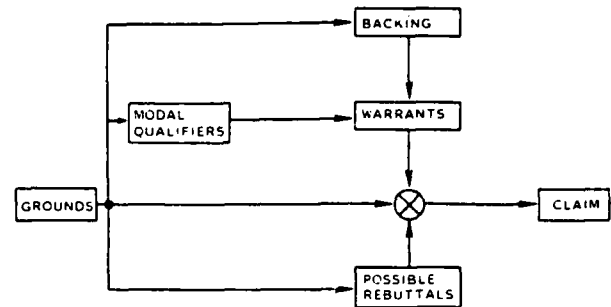 BACKING
MODAL
QUALIFIERS
WARRANTS
GROUNDS
CLAIM
POSSIBLE
REBUTTALS